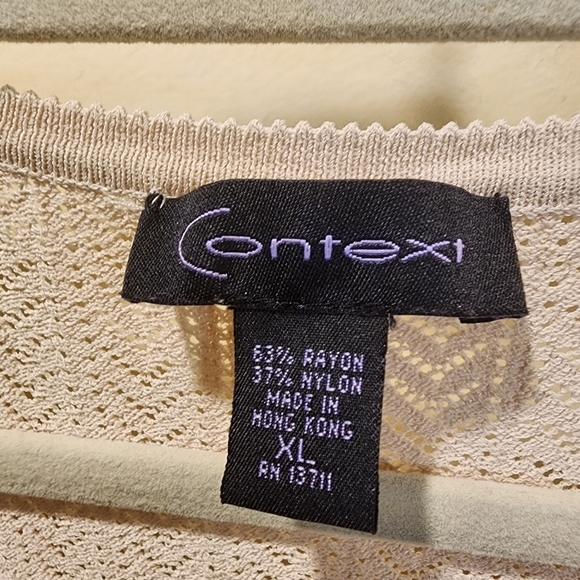 Context
63% RAYON
37% NYLON
MADE IN
HONG KONG
XL
RN 13711